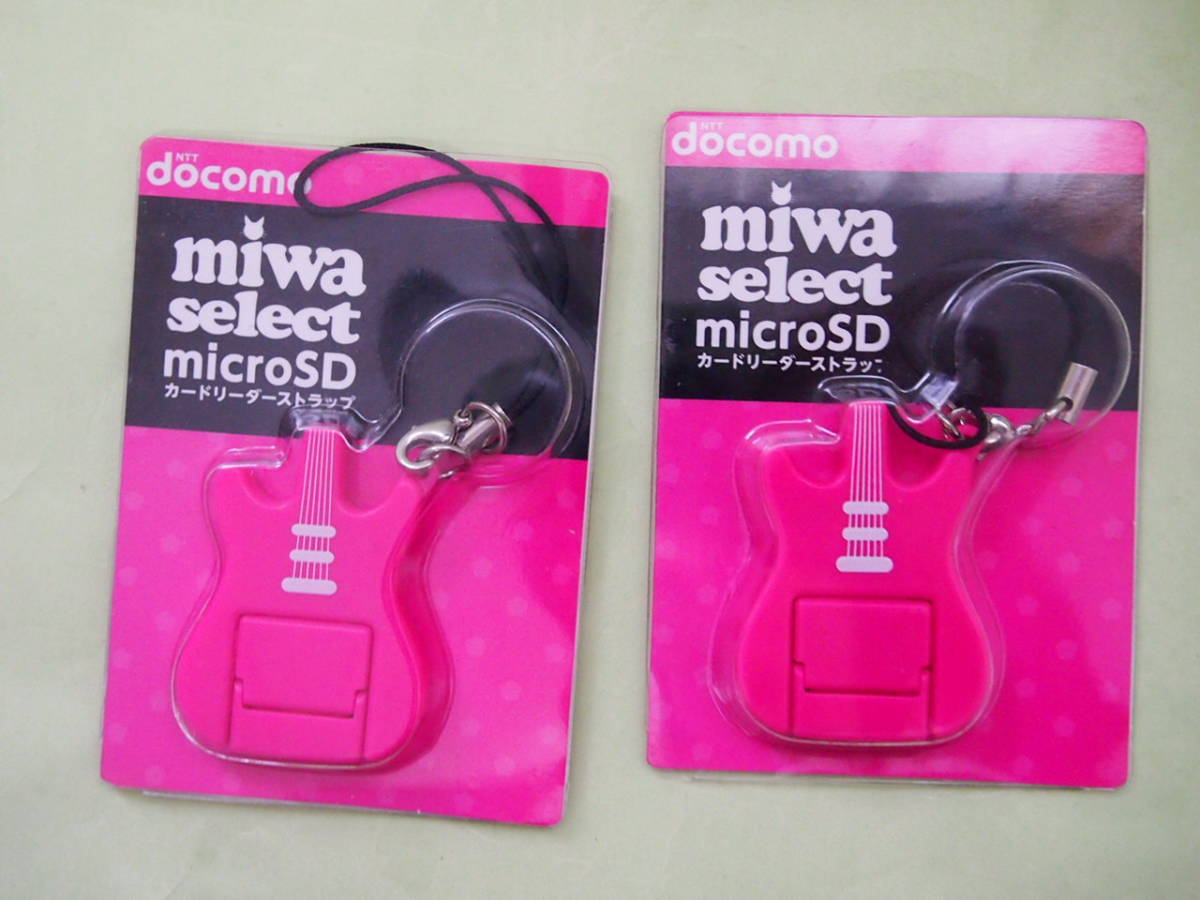 NTT
docomo
miwa
select
microSD
カードリーダーストラップ
NTT
docomo
miwa
select
microSD
カードリーダーストラップ